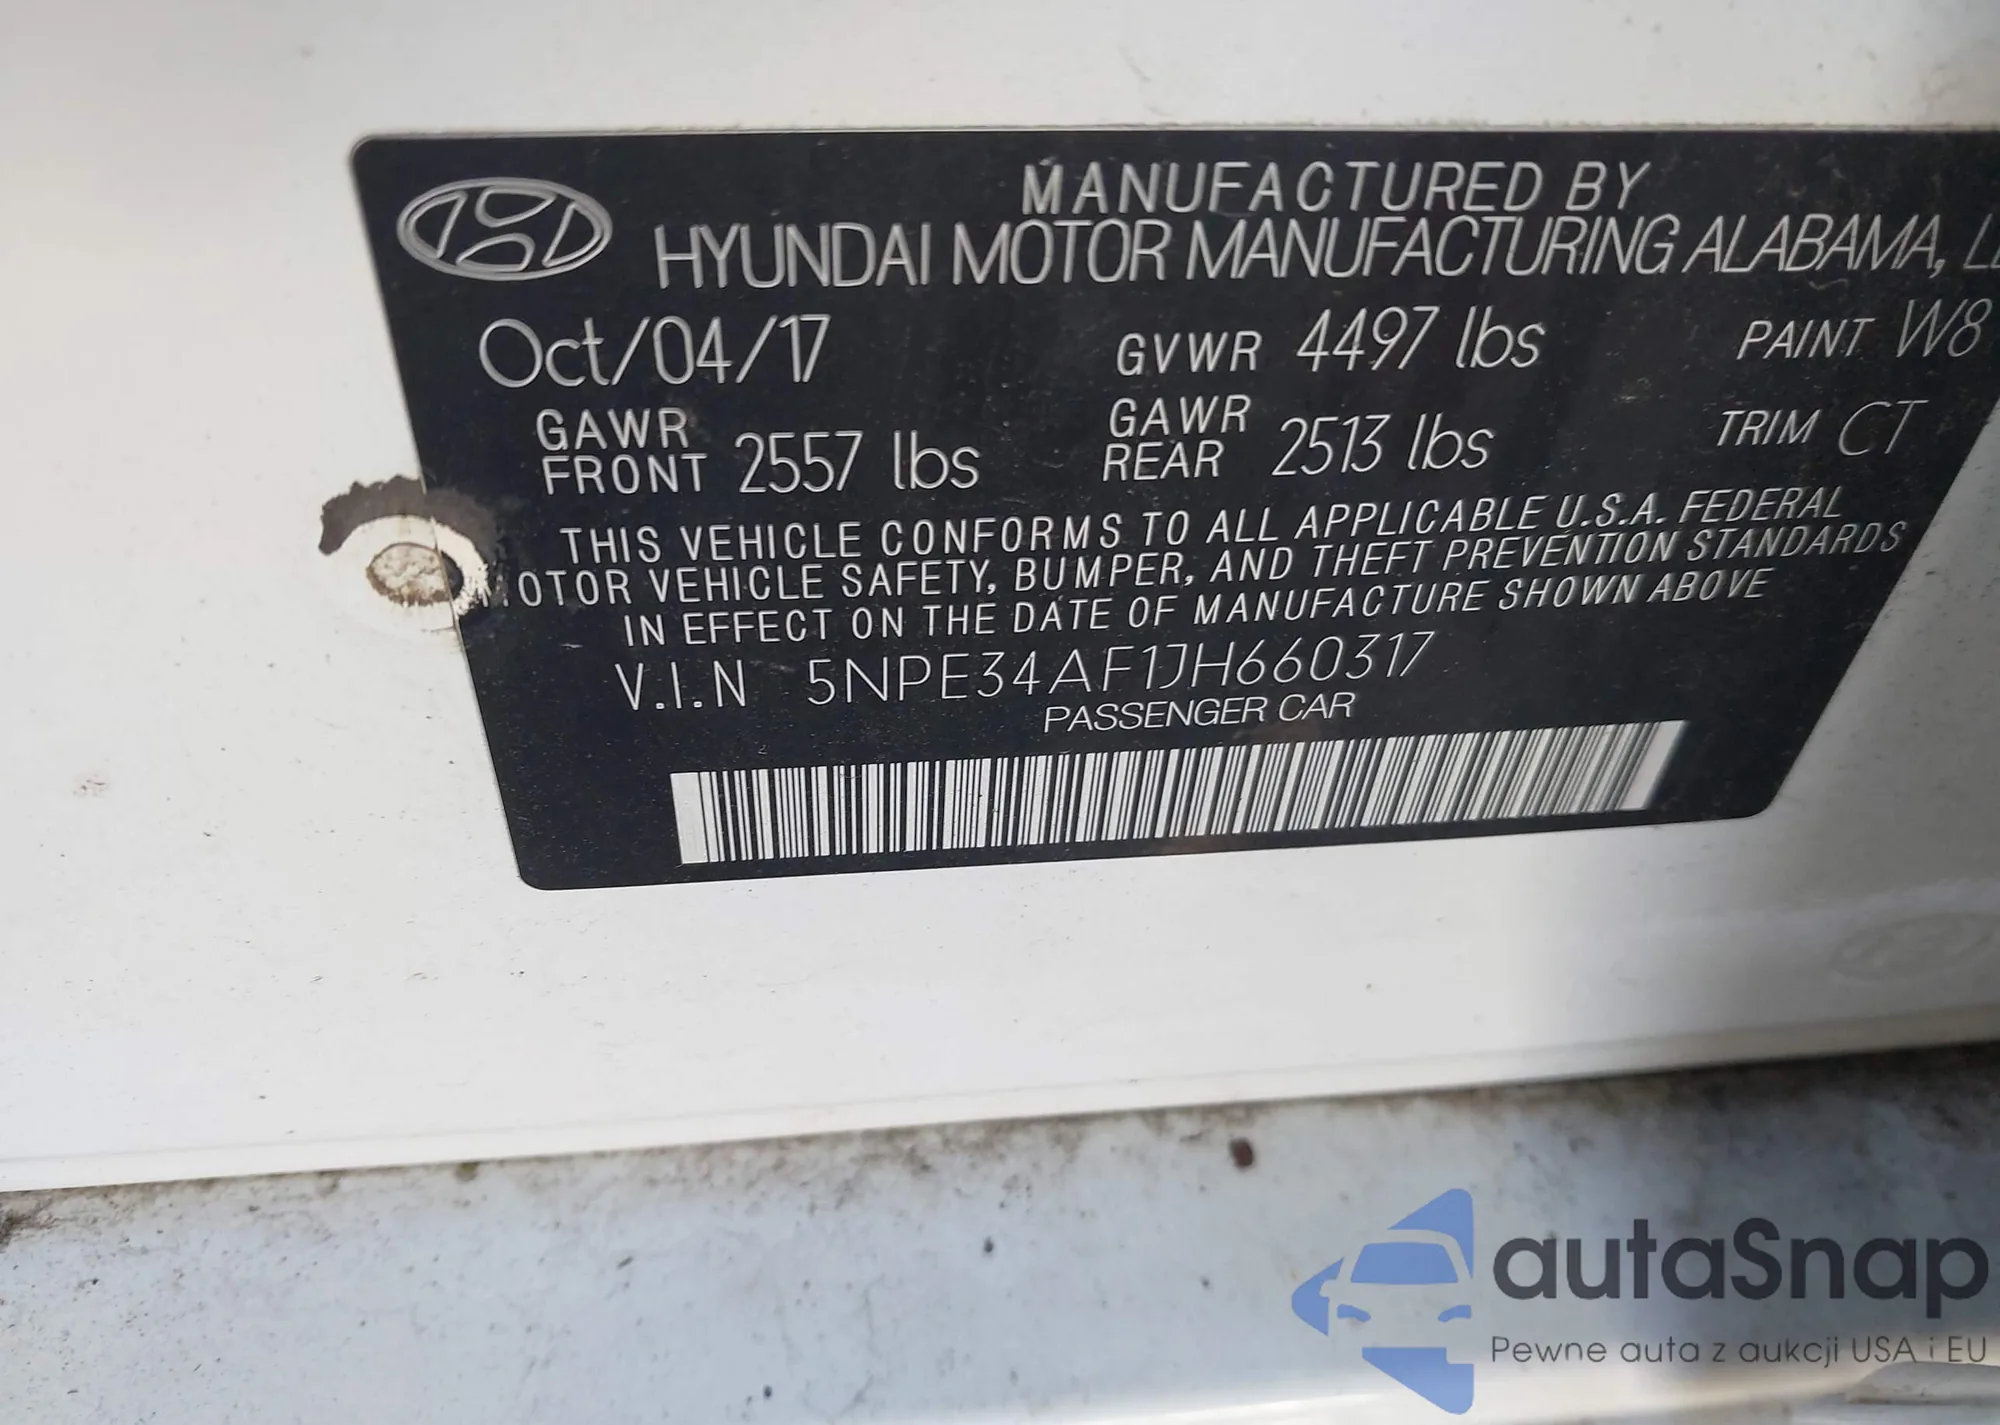 MANUFACTURED BY
HYUNDAI MOTOR MANUFACTURING ALABAMA,
Oct/04/17 GVWR 4497 lbs PAINT W8
GAWR FRONT 2557 lbs GAWR REAR 2513 lbs TRIM CT
THIS VEHICLE CONFORMS TO ALL APPLICABLE U.S.A. FEDERAL
OTOR VEHICLE SAFETY, BUMPER, AND THEFT PREVENTION STANDARDS
IN EFFECT ON THE DATE OF MANUFACTURE SHOWN ABOVE
V.I.N 5NPE34AF1JH660317
PASSENGER CAR
autaSnap
Pewne auta z aukcji USA i EU